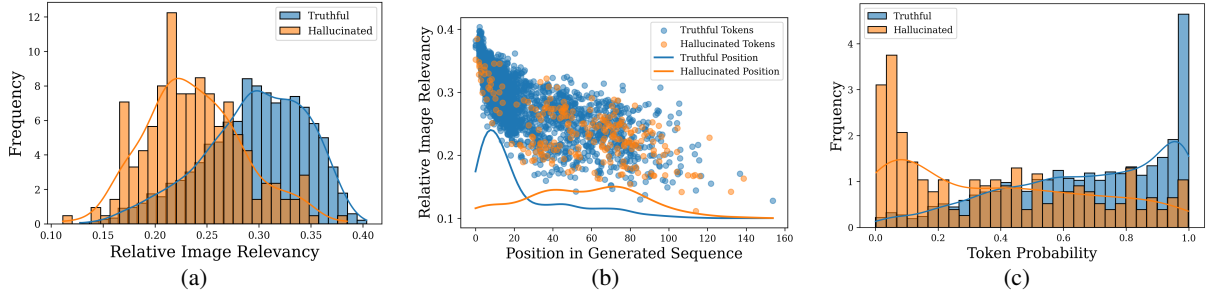 Truthful
Hallucinated
Frequency
12
10
8
6
4
2
0
0.10 0.15 0.20 0.25 0.30 0.35 0.40
Relative Image Relevancy
(a)
Truthful Tokens
Hallucinated Tokens
Truthful Position
Hallucinated Position
Relative Image Relevancy
0.4
0.3
0.2
0.1
0 20 40 60 80 100 120 140 160
Position in Generated Sequence
(b)
Truthful
Hallucinated
Frquency
4
3
2
1
0
0.0 0.2 0.4 0.6 0.8 1.0
Token Probability
(c)